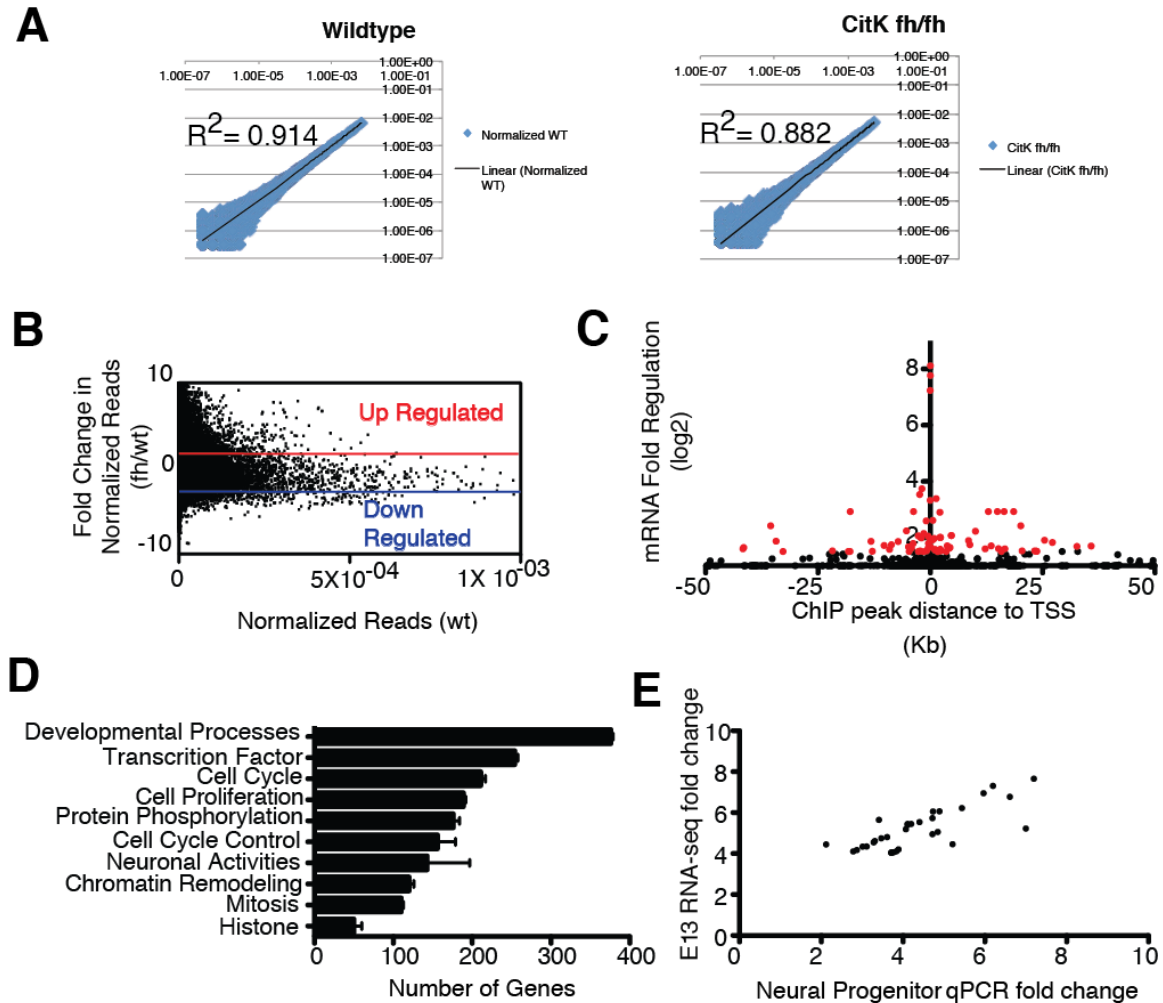 A
Wildtype
1.00E-07 1.00E-05 1.00E-03 1.00E-01
1.00E+00
1.00E-01
1.00E-02
1.00E-03
1.00E-04
1.00E-05
1.00E-06
1.00E-07
R2= 0.914
Normalized WT
Linear (Normalized
WT)
CitK fh/fh
1.00E-07 1.00E-05 1.00E-03 1.00E-01
1.00E+00
1.00E-01
1.00E-02
1.00E-03
1.00E-04
1.00E-05
1.00E-06
1.00E-07
R2= 0.882
CitK fh/fh
Linear (CitK fh/fh)
B
Fold Change in
Normalized Reads
(fh/wt)
10
0
-10
Up Regulated
Down
Regulated
0 5X10-04 1X 10-03
Normalized Reads (wt)
C
mRNA Fold Regulation
(log2)
8
6
4
2
-50 -25 0 25 50
ChIP peak distance to TSS
(Kb)
D
Developmental Processes
Transcrition Factor
Cell Cycle
Cell Proliferation
Protein Phosphorylation
Cell Cycle Control
Neuronal Activities
Chromatin Remodeling
Mitosis
Histone
0 100 200 300 400
Number of Genes
E
E13 RNA-seq fold change
10
8
6
4
2
0
0 2 4 6 8 10
Neural Progenitor qPCR fold change